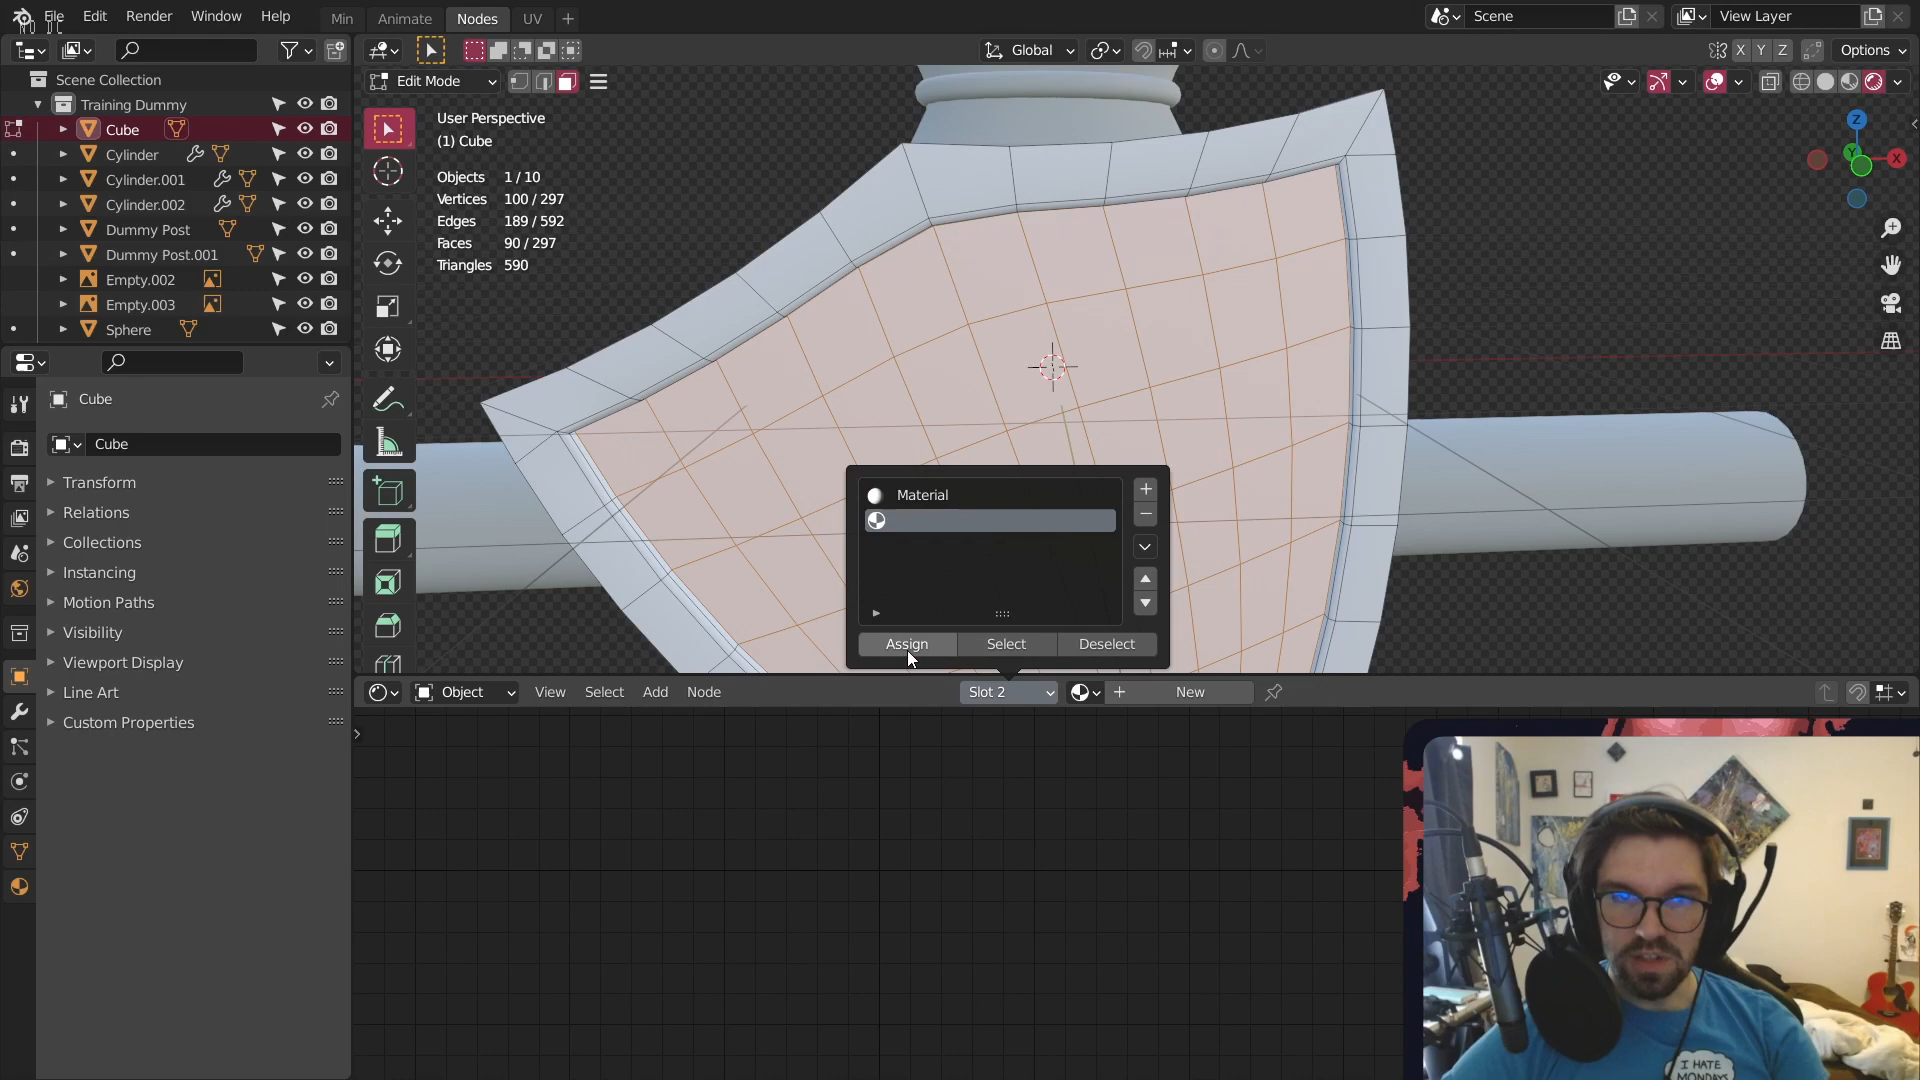 File Edit Render Window Help
Min Animate Nodes UV
Scene
View Layer
Global
X Y Z
Options
Scene Collection
Edit Mode
Training Dummy
Cube
Cylinder
Cylinder.001
Cylinder.002
Dummy Post
Dummy Post.001
Empty.002
Empty.003
Sphere
User Perspective
(1) Cube
Objects 1 / 10
Vertices 100 / 297
Edges 189 / 592
Faces 90 / 297
Triangles 590
Z
Y
X
Cube
Cube
Transform
Relations
Collections
Instancing
Motion Paths
Visibility
Viewport Display
Line Art
Custom Properties
Material
Assign Select Deselect
Object View Select Add Node
Slot 2
New
I HATE
MONDAYS